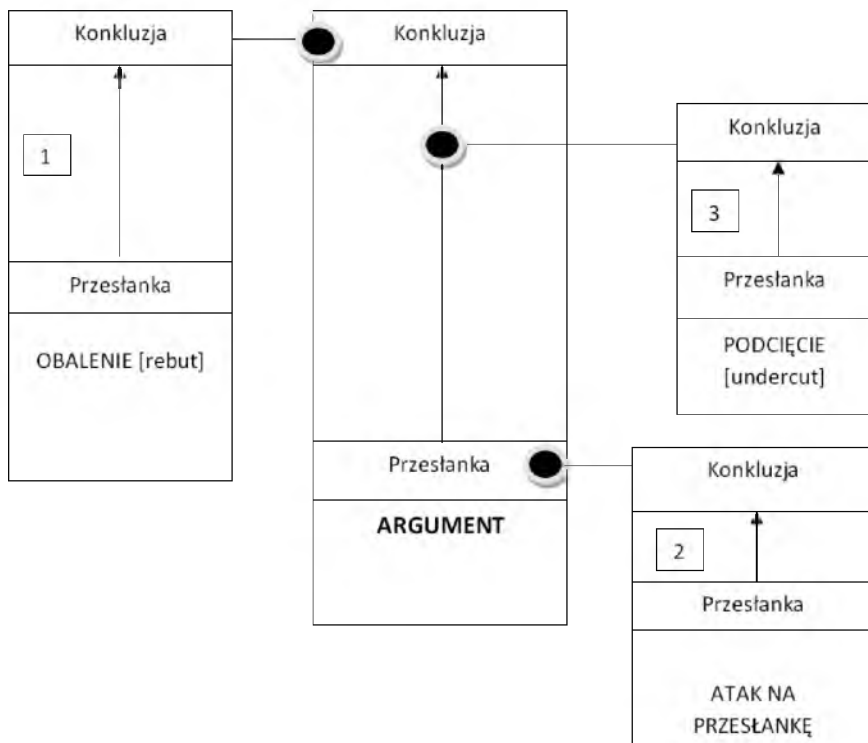 Konkluzja
1
Przesłanka
OBALENIE [rebut]
Konkluzja
Przesłanka
ARGUMENT
Konkluzja
3
Przesłanka
PODCIĘCIE
[undercut]
Konkluzja
2
Przesłanka
ATAK NA
PRZESŁANKĘ